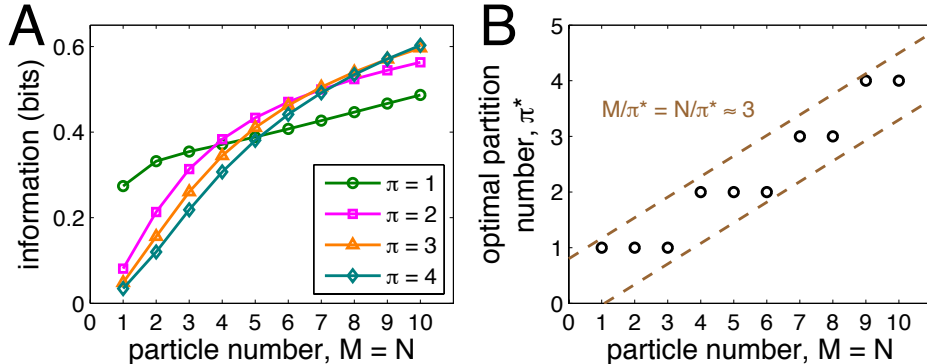 A
information (bits)
0.6
0.4
0.2
0
0 1 2 3 4 5 6 7 8 9 10
particle number, M = N
π = 1
π = 2
π = 3
π = 4
B
optimal partition
number, π*
5
4
3
2
1
0
0 1 2 3 4 5 6 7 8 9 10
particle number, M = N
M/π* = N/π* ≈ 3